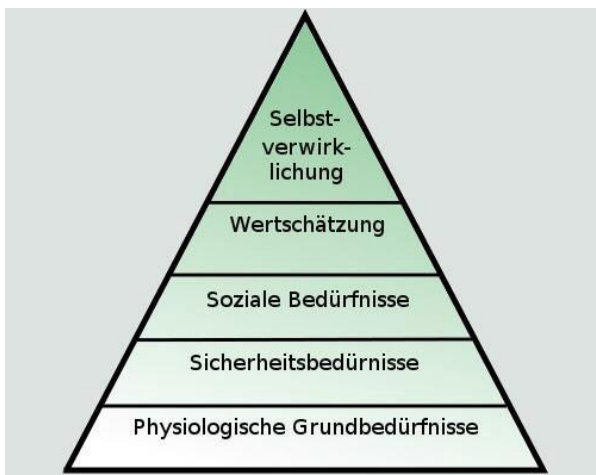 Selbst-
verwirk-
lichung
Wertschätzung
Soziale Bedürfnisse
Sicherheitsbedürnisse
Physiologische Grundbedürfnisse